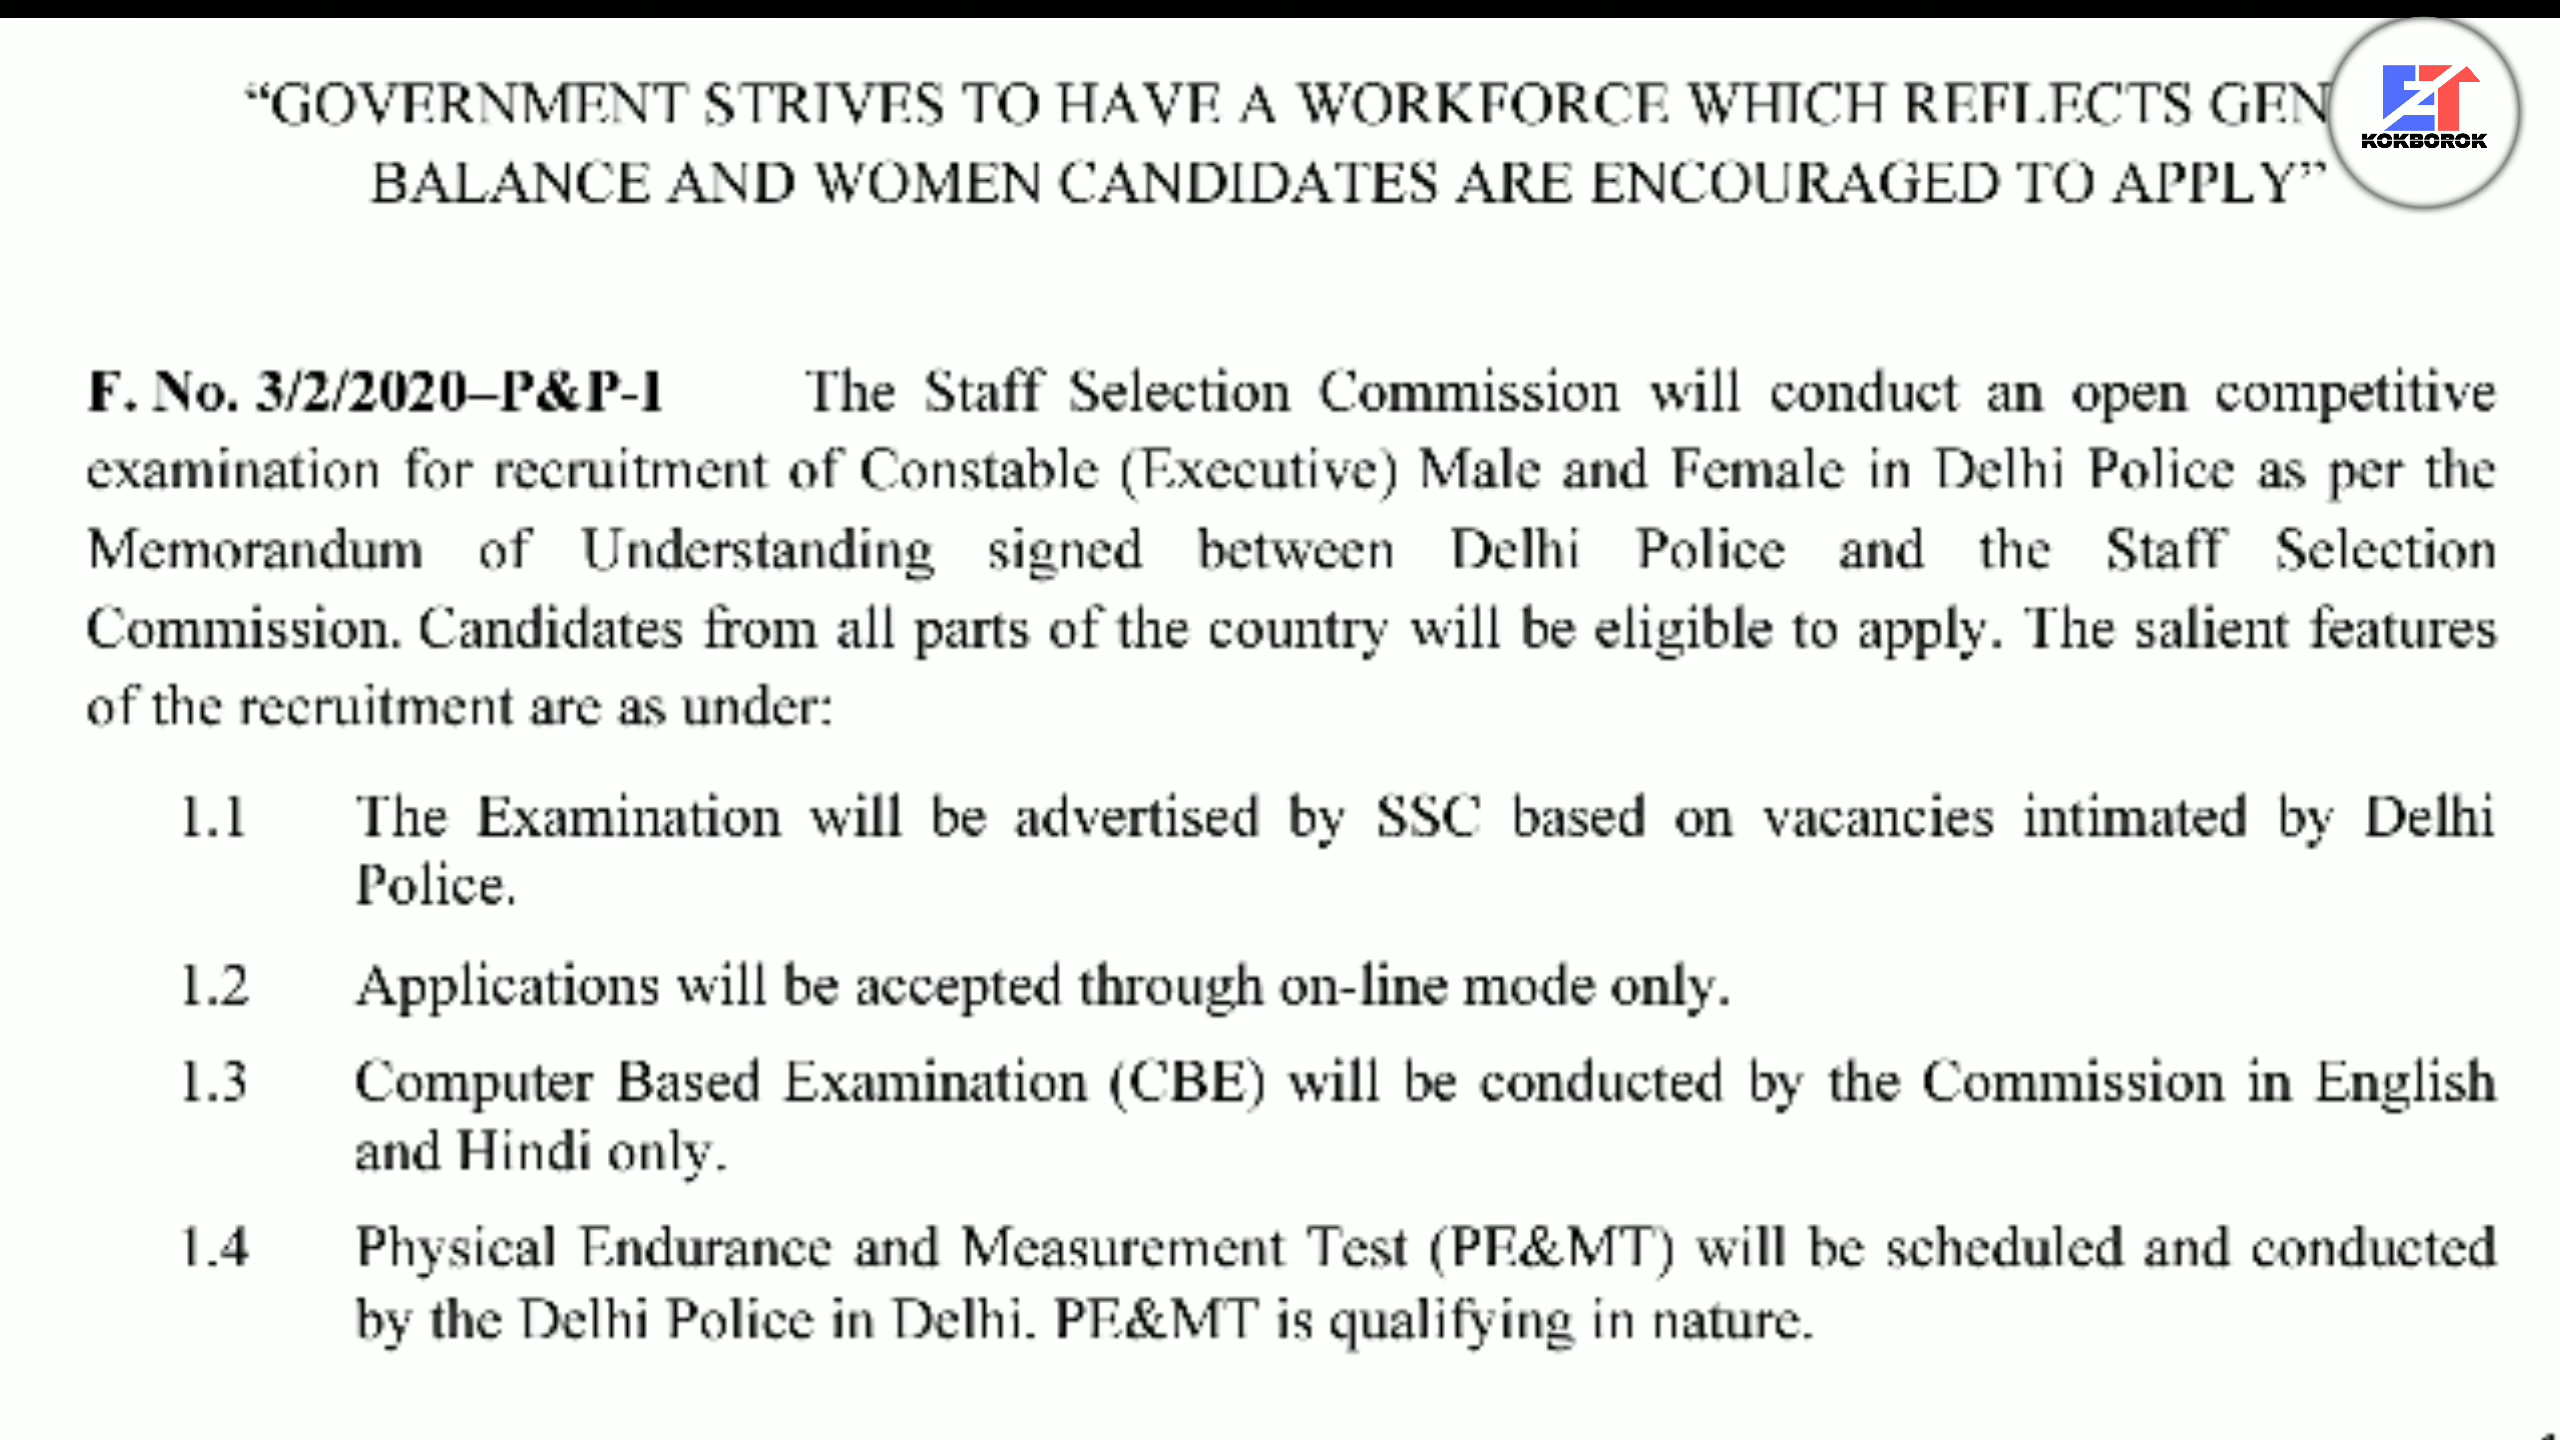 “GOVERNMENT STRIVES TO HAVE A WORKFORCE WHICH REFLECTS
BALANCE AND WOMEN CANDIDATES ARE ENCOURAGED TO APPLY”
KOKBOROK
F. No. 3/2/2020–P&P-I The Staff Selection Commission will conduct an open competitive
examination for recruitment of Constable (Executive) Male and Female in Delhi Police as per the
Memorandum of Understanding signed between Delhi Police and the Staff Selection
Commission. Candidates from all parts of the country will be eligible to apply. The salient features
of the recruitment are as under:
1.1 The Examination will be advertised by SSC based on vacancies intimated by Delhi
Police.
1.2 Applications will be accepted through on-line mode only.
1.3 Computer Based Examination (CBE) will be conducted by the Commission in English
and Hindi only.
1.4 Physical Endurance and Measurement Test (PE&MT) will be scheduled and conducted
by the Delhi Police in Delhi. PE&MT is qualifying in nature.